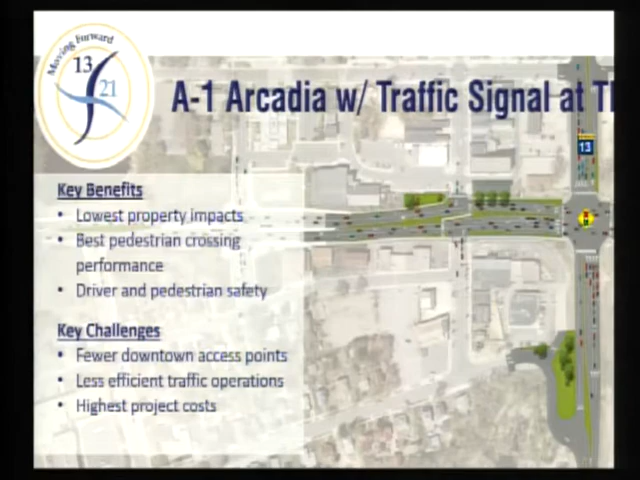 Moving Forward
13
21
A-1 Arcadia w/ Traffic Signal at
13
Key Benefits
• Lowest property impacts
• Best pedestrian crossing
performance
• Driver and pedestrian safety
Key Challenges
• Fewer downtown access points
• Less efficient traffic operations
• Highest project costs